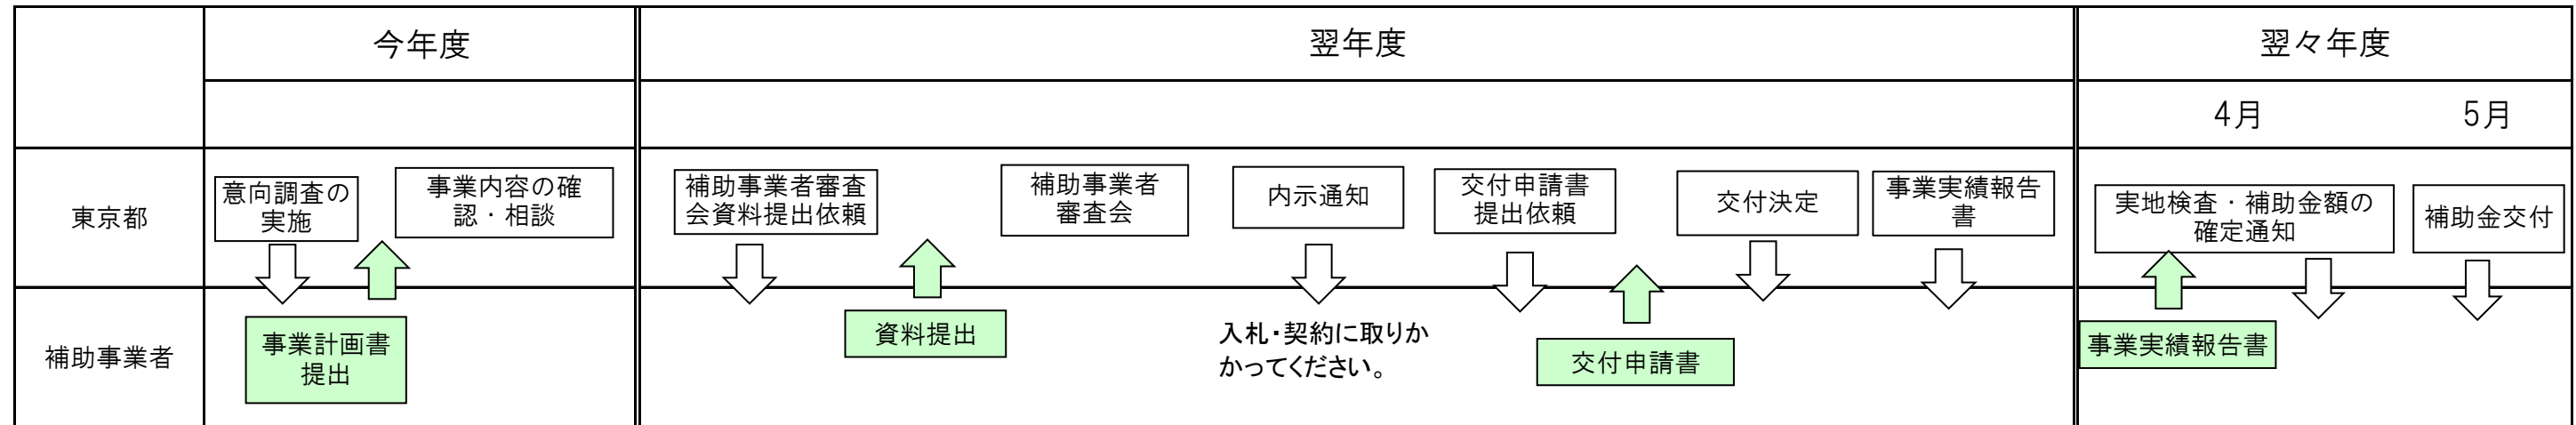 今年度
翌年度
翌々年度
4月
5月
東京都
意向調査の
実施
事業内容の確
認・相談
補助事業者審査
会資料提出依頼
補助事業者
審査会
内示通知
交付申請書
提出依頼
交付決定
事業実績報告
書
実地検査・補助金額の
確定通知
補助金交付
補助事業者
事業計画書
提出
資料提出
入札・契約に取りか
かってください。
交付申請書
事業実績報告書